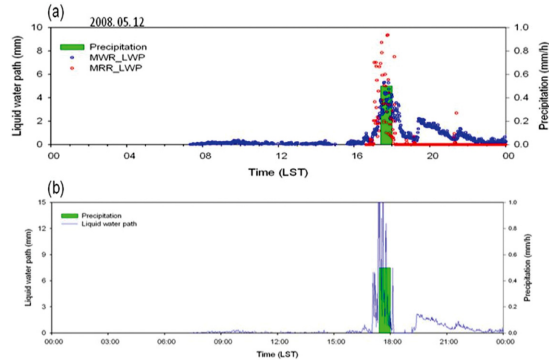 (a)
2008.05.12
Precipitation
MWR_LWP
MRR_LWP
Liquid water path (mm)
10
8
6
4
2
0
Precipitation (mm/h)
1.0
0.8
0.6
0.4
0.2
0.0
00 04 08 12 16 20 00
Time (LST)
(b)
Precipitation
Liquid water path
Liquid water path (mm)
15
12
9
6
3
0
Precipitation (mm/h)
1.0
0.8
0.6
0.4
0.2
0.0
00:00 03:00 06:00 09:00 12:00 15:00 18:00 21:00 00:00
Time (LST)